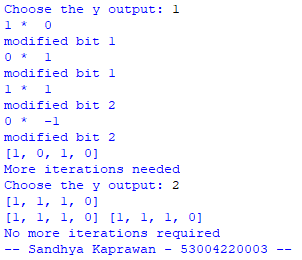 Choose the y output: 1
1 *  0
modified bit 1
0 *  1
modified bit 1
1 *  1
modified bit 2
0 *  -1
modified bit 2
[1, 0, 1, 0]
More iterations needed
Choose the y output: 2
[1, 1, 1, 0]
[1, 1, 1, 0] [1, 1, 1, 0]
No more iterations required
-- Sandhya Kaprawan - 53004220003 --